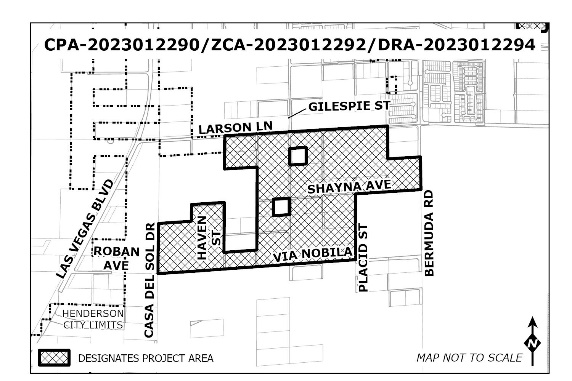 CPA-2023012290/ZCA-2023012292/DRA-2023012294
GILESPIE ST
LARSON LN
SHAYNA AVE
LAS VEGAS BLVD
HAVEN
ST
ROBAN
AVE
CASA DEL SOL DR
VIA NOBILA
PLACID ST
BERMUDA RD
HENDERSON
CITY LIMITS
DESIGNATES PROJECT AREA
MAP NOT TO SCALE
N